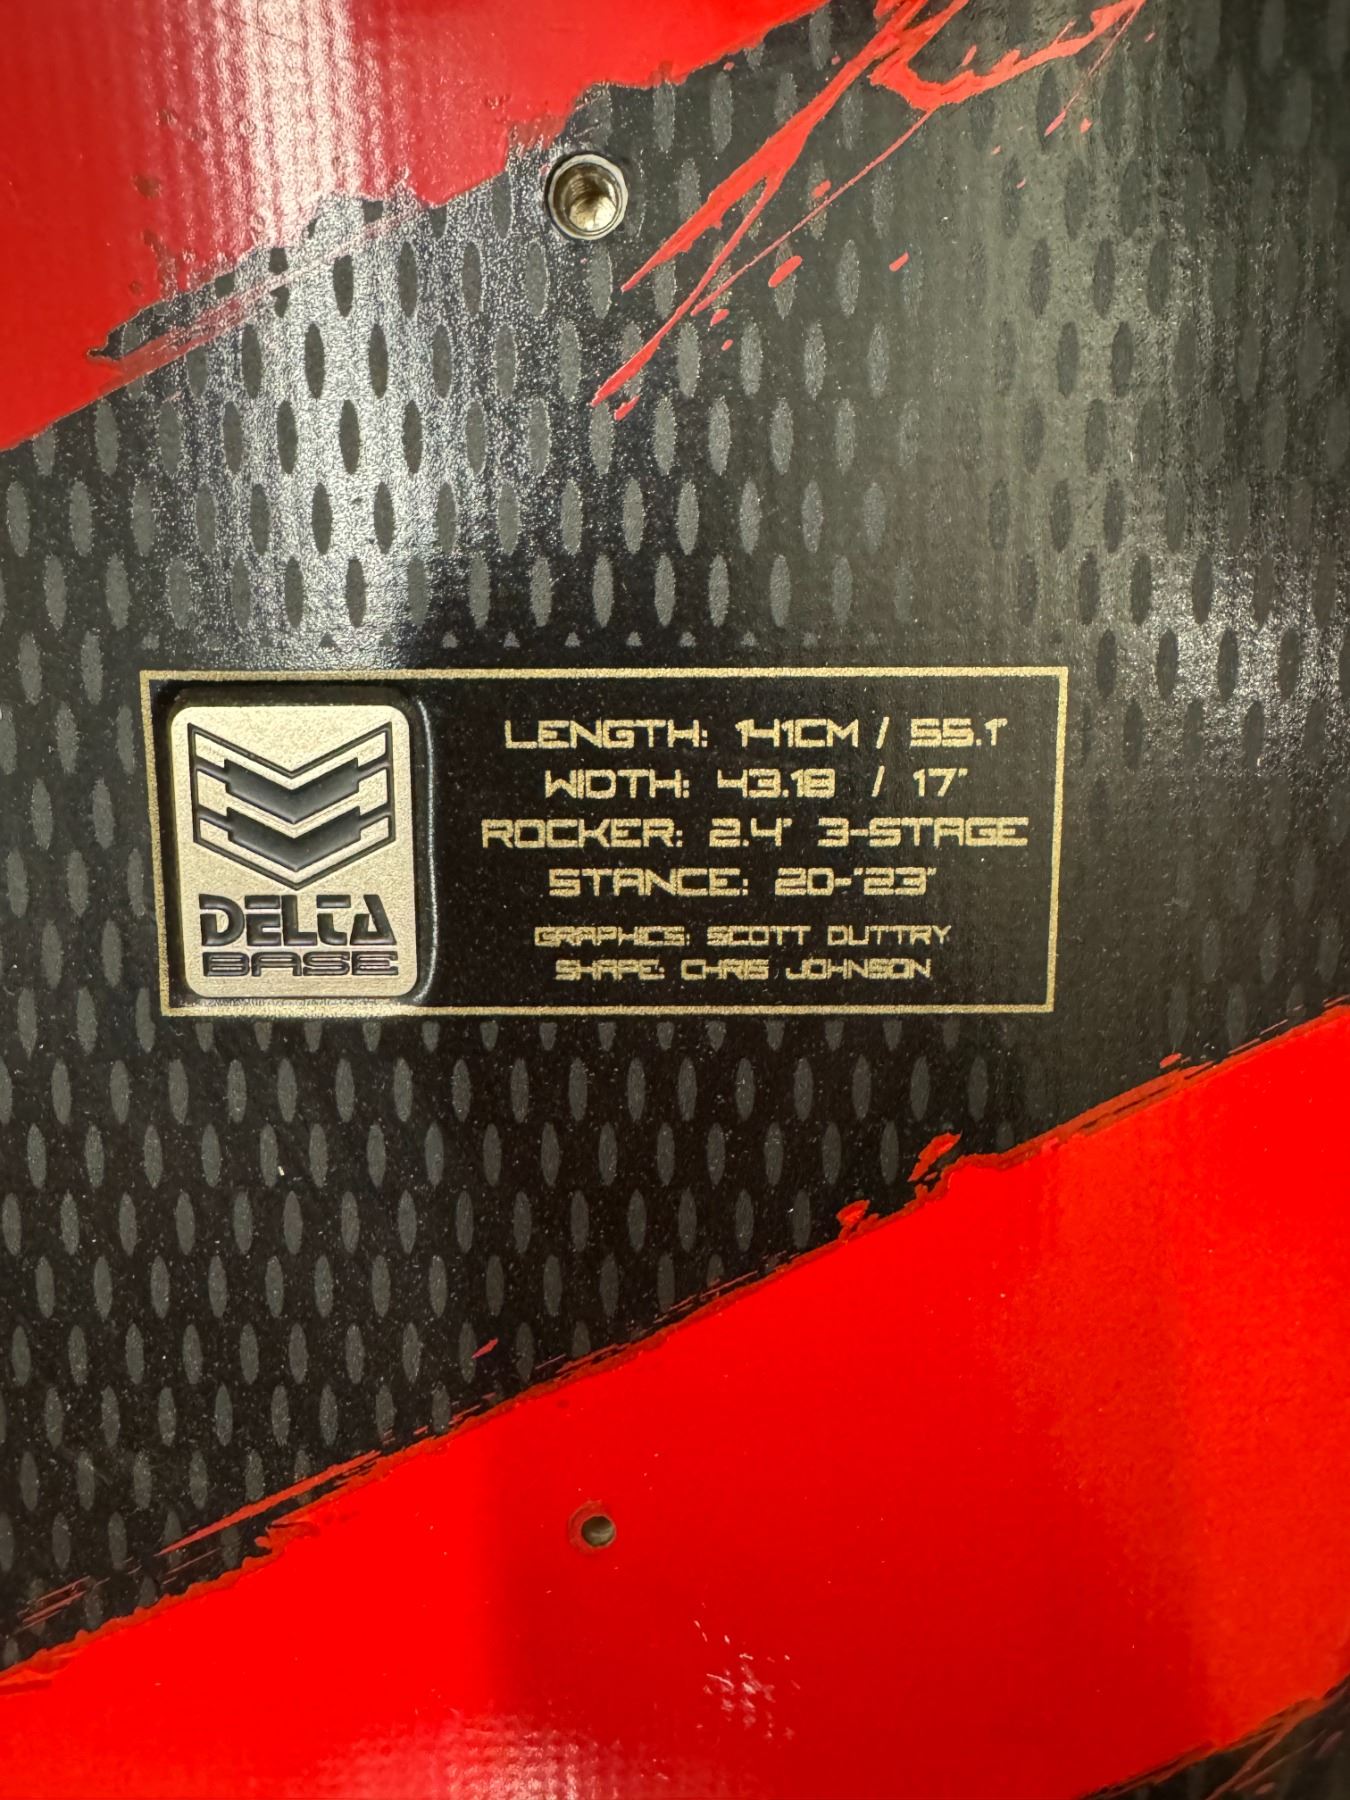 DELTA
BASE
LENGTH: 141CM / 55.1"
WIDTH: 43.18 / 17"
ROCKER: 2.4" 3-STAGE
STANCE: 20-"23"
GRAPHICS: SCOTT DUTTRY
SHAPE: CHRIS JOHNSON